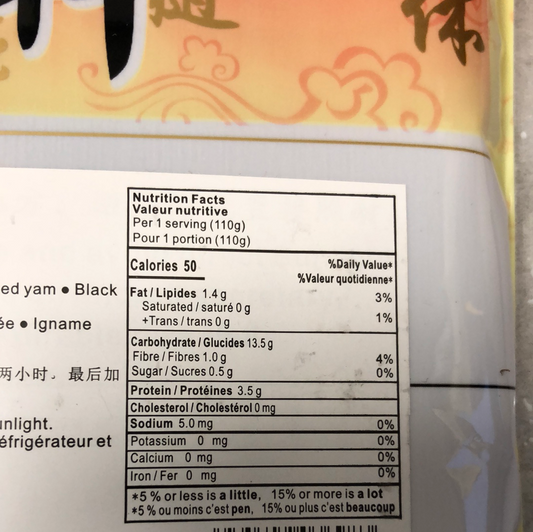 随
体
ed yam ● Black
ée ● Igname
两小时。最后加
unlight.
éfrigérateur et
Nutrition Facts
Valeur nutritive
Per 1 serving (110g)
Pour 1 portion (110g)
Calories 50
%Daily Value*
%Valeur quotidienne*
Fat / Lipides 1.4 g 3%
Saturated / saturé 0 g
+Trans / trans 0 g 1%
Carbohydrate / Glucides 13.5 g
Fibre / Fibres 1.0 g 4%
Sugar / Sucres 0.5 g 0%
Protein / Protéines 3.5 g
Cholesterol / Cholestérol 0 mg
Sodium 5.0 mg 0%
Potassium 0 mg 0%
Calcium 0 mg 0%
Iron / Fer 0 mg 0%
*5 % or less is a little, 15% or more is a lot
*5 % ou moins c'est pen, 15% ou plus c'est beaucoup